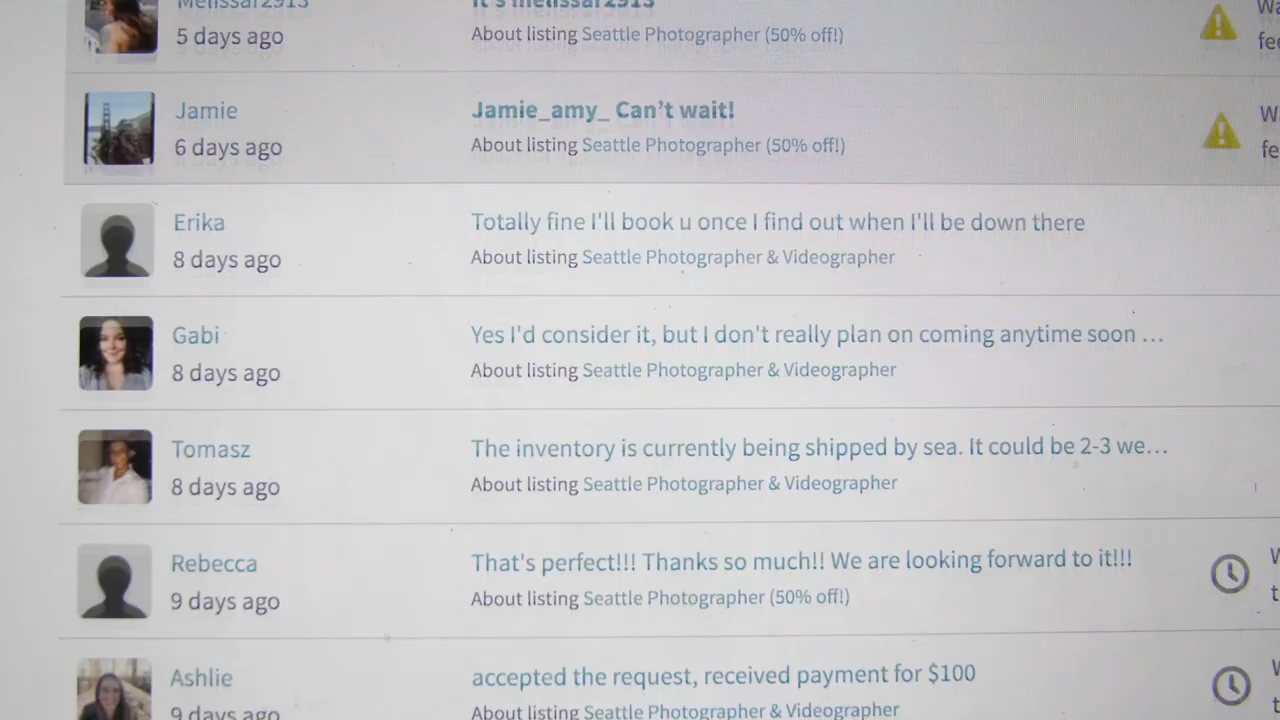 Melissar2913
It's melissar2913
5 days ago
About listing Seattle Photographer (50% off!)
Jamie
Jamie_amy_ Can't wait!
6 days ago
About listing Seattle Photographer (50% off!)
Erika
Totally fine I'll book u once I find out when I'll be down there
8 days ago
About listing Seattle Photographer & Videographer
Gabi
Yes I'd consider it, but I don't really plan on coming anytime soon …
8 days ago
About listing Seattle Photographer & Videographer
Tomasz
The inventory is currently being shipped by sea. It could be 2-3 we…
8 days ago
About listing Seattle Photographer & Videographer
Rebecca
That's perfect!!! Thanks so much!! We are looking forward to it!!!
9 days ago
About listing Seattle Photographer (50% off!)
Ashlie
accepted the request, received payment for $100
9 days ago
About listing Seattle Photographer & Videographer